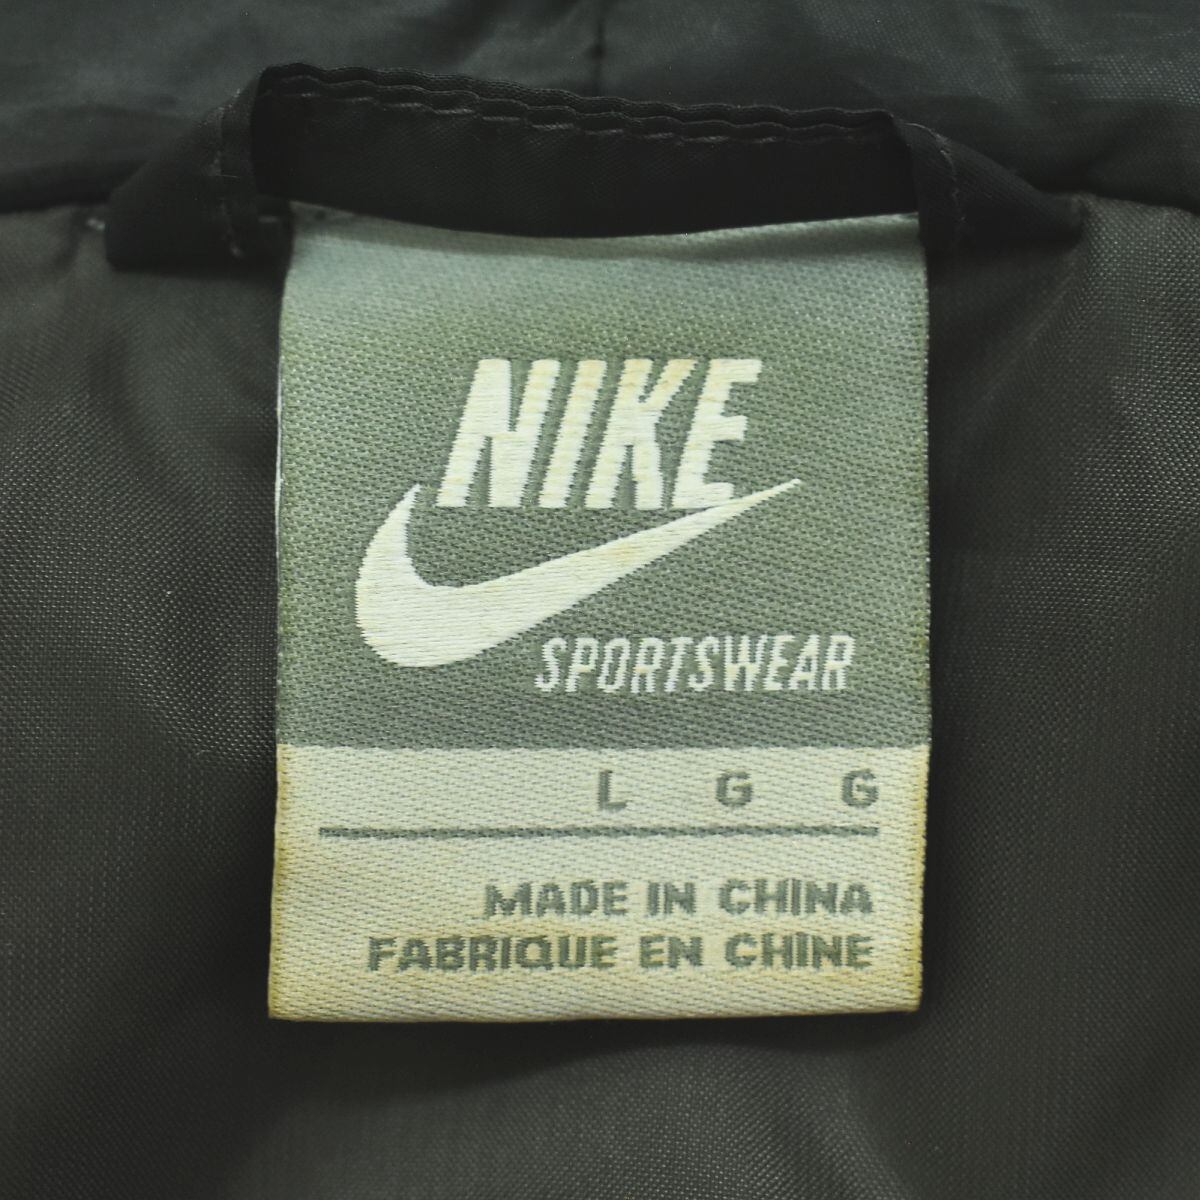 NIKE
SPORTSWEAR
L G G
MADE IN CHINA
FABRIQUE EN CHINE